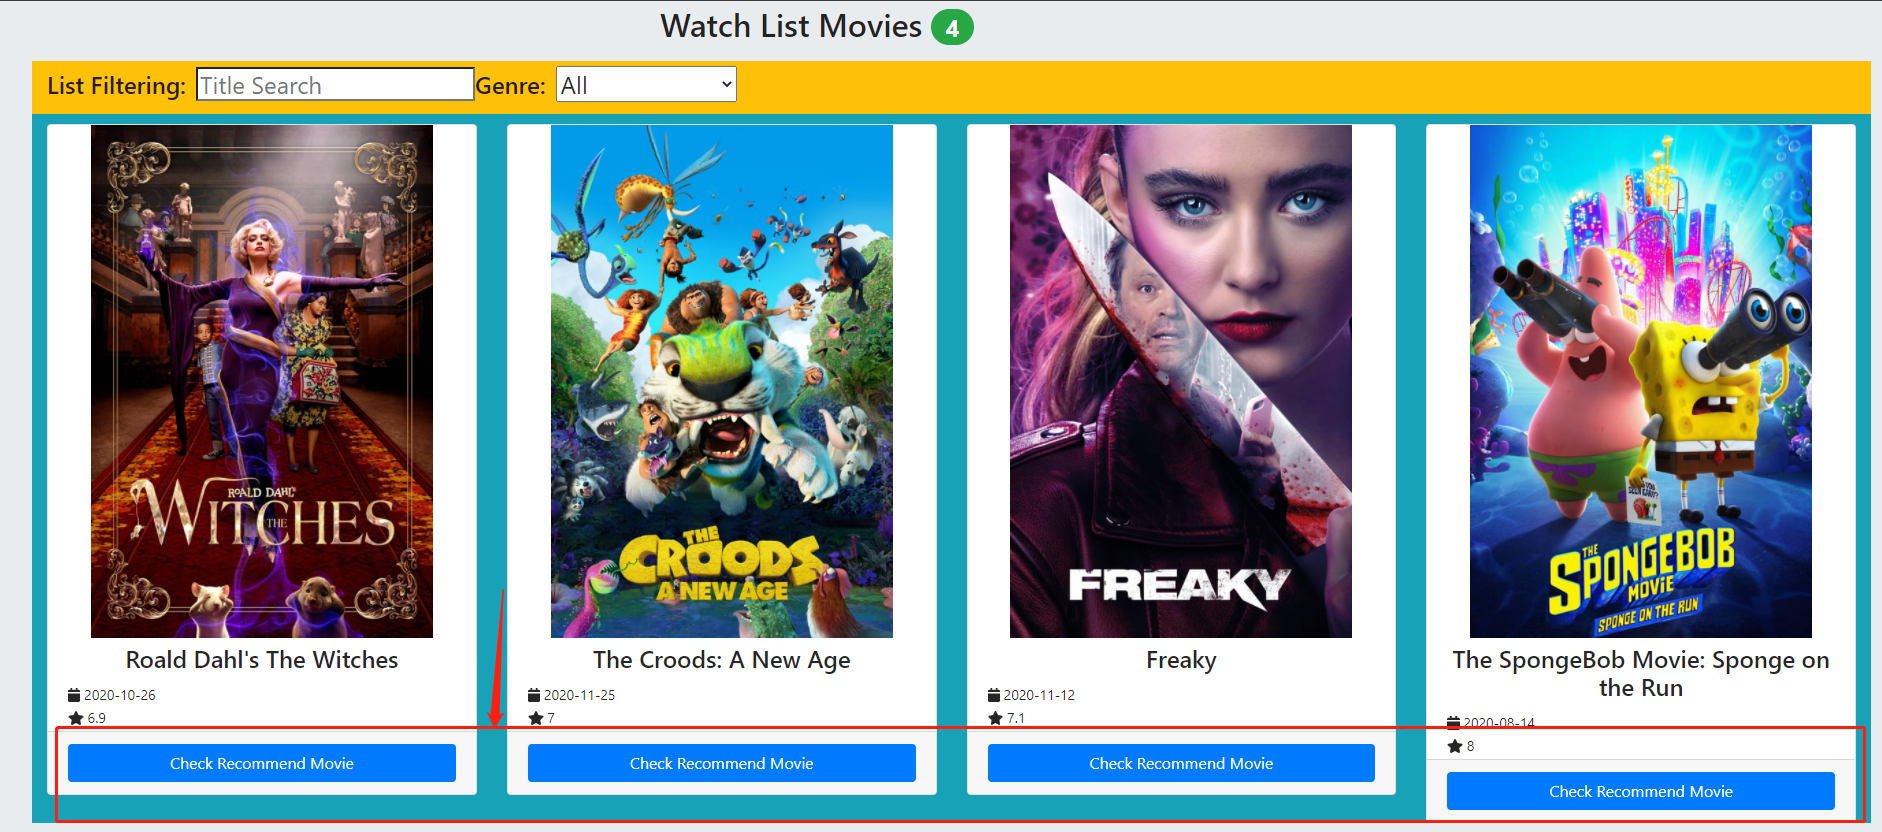 Watch List Movies 4
List Filtering: Title Search Genre: All
ROALD DAHL'S
THE
WITCHES
Roald Dahl's The Witches
2020-10-26
6.9
Check Recommend Movie
THE
CROODS
A NEW AGE
The Croods: A New Age
2020-11-25
7
Check Recommend Movie
FREAKY
Freaky
2020-11-12
7.1
Check Recommend Movie
THE
SPONGEBOB
MOVIE
SPONGE ON THE RUN
The SpongeBob Movie: Sponge on
the Run
2020-08-14
8
Check Recommend Movie